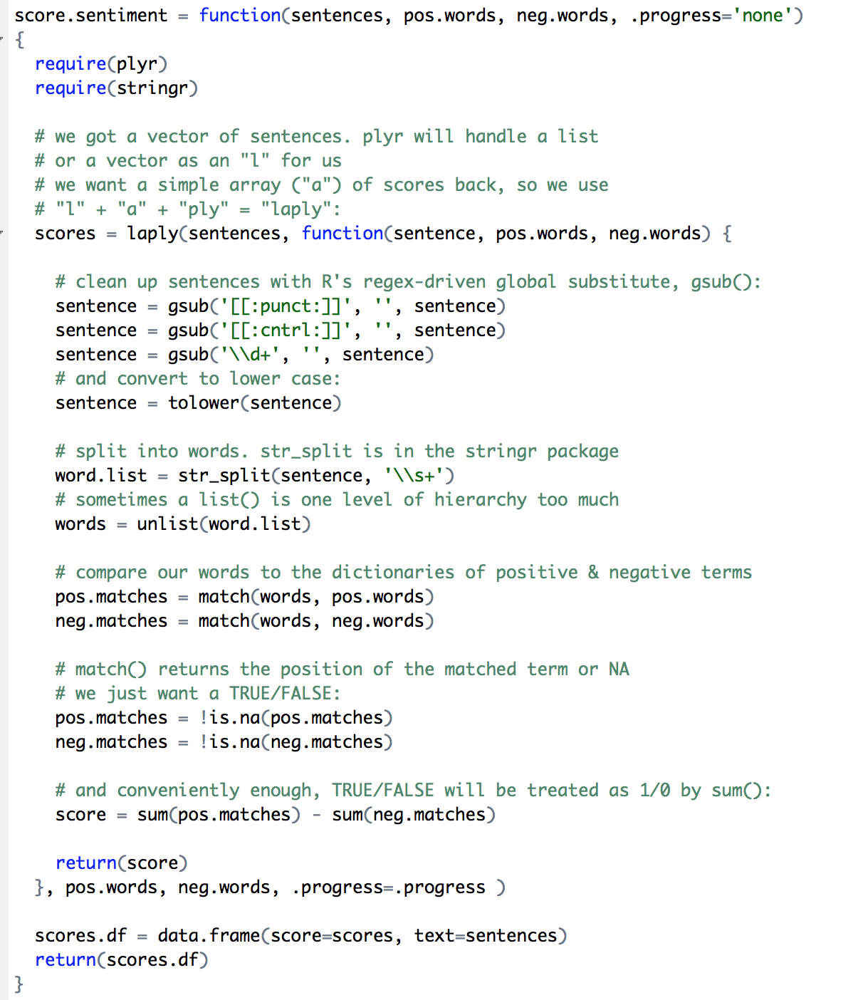 score.sentiment = function(sentences, pos.words, neg.words, .progress='none')
{
  require(plyr)
  require(stringr)

  # we got a vector of sentences. plyr will handle a list
  # or a vector as an "l" for us
  # we want a simple array ("a") of scores back, so we use
  # "l" + "a" + "ply" = "laply":
  scores = laply(sentences, function(sentence, pos.words, neg.words) {

    # clean up sentences with R's regex-driven global substitute, gsub():
    sentence = gsub('[[:punct:]]', '', sentence)
    sentence = gsub('[[:cntrl:]]', '', sentence)
    sentence = gsub('\\d+', '', sentence)
    # and convert to lower case:
    sentence = tolower(sentence)

    # split into words. str_split is in the stringr package
    word.list = str_split(sentence, '\\s+')
    # sometimes a list() is one level of hierarchy too much
    words = unlist(word.list)

    # compare our words to the dictionaries of positive & negative terms
    pos.matches = match(words, pos.words)
    neg.matches = match(words, neg.words)

    # match() returns the position of the matched term or NA
    # we just want a TRUE/FALSE:
    pos.matches = !is.na(pos.matches)
    neg.matches = !is.na(neg.matches)

    # and conveniently enough, TRUE/FALSE will be treated as 1/0 by sum():
    score = sum(pos.matches) - sum(neg.matches)

    return(score)
  }, pos.words, neg.words, .progress=.progress )

  scores.df = data.frame(score=scores, text=sentences)
  return(scores.df)
}